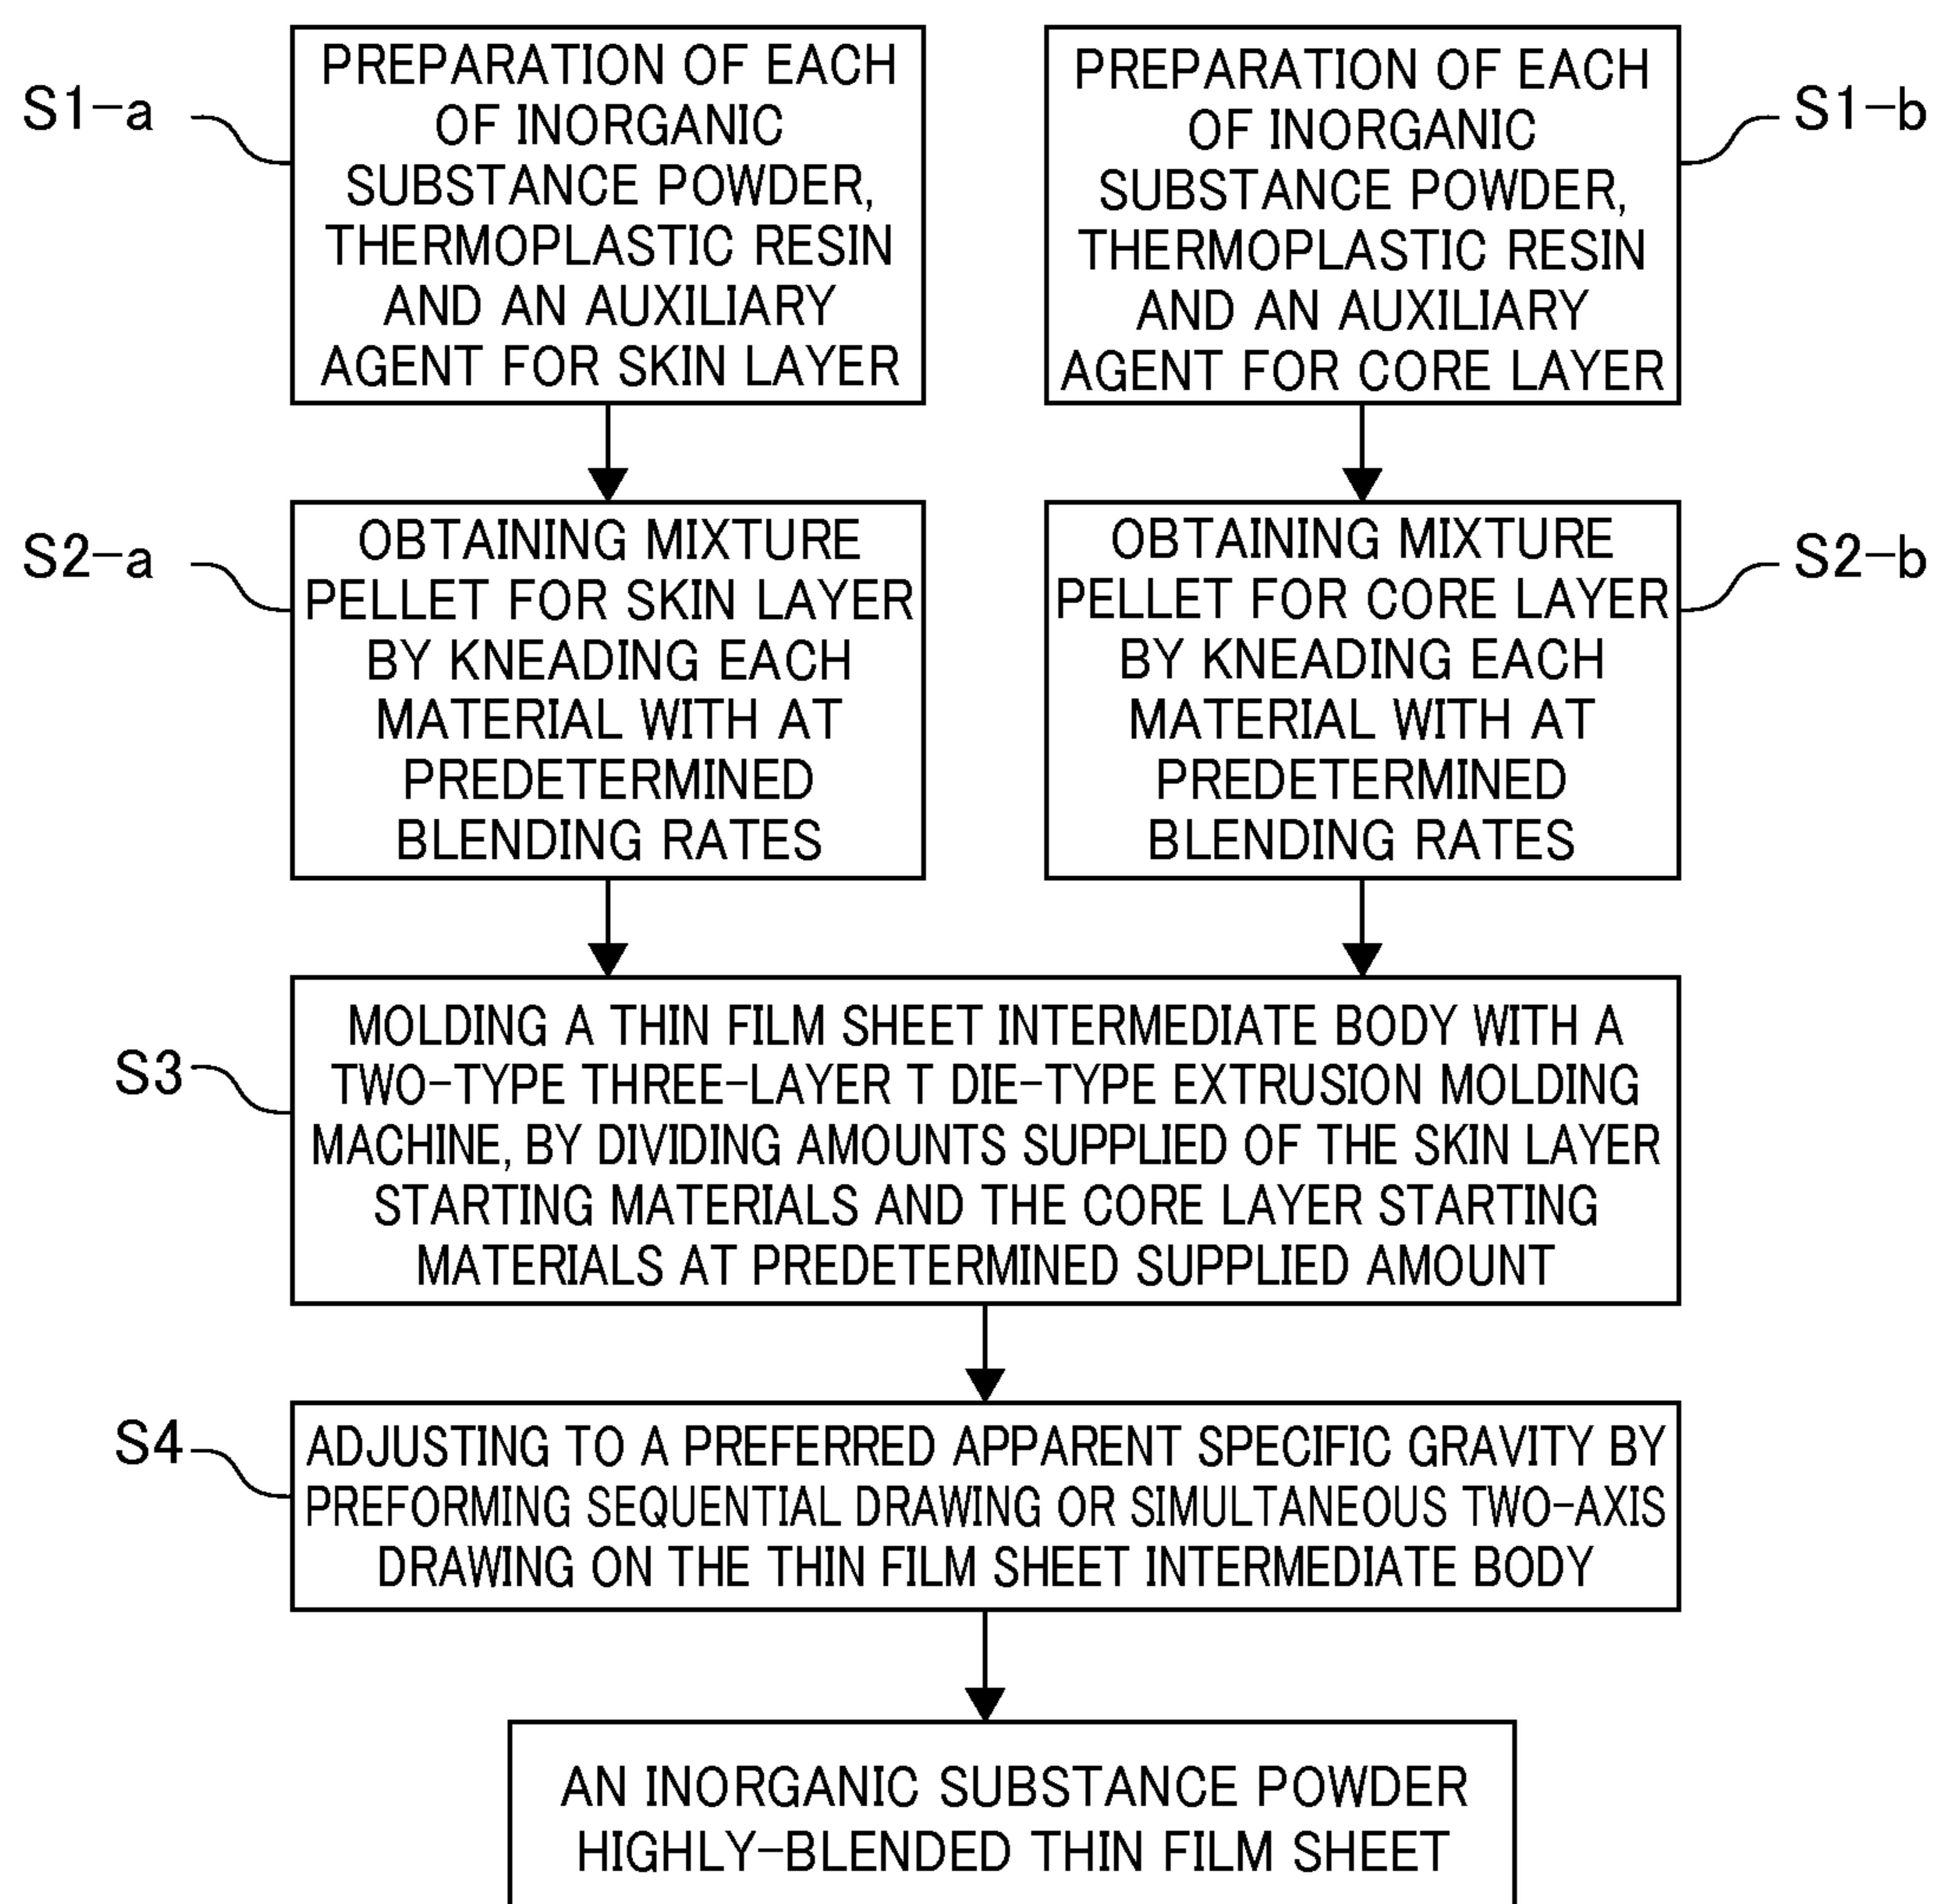 S1-a
PREPARATION OF EACH
OF INORGANIC
SUBSTANCE POWDER,
THERMOPLASTIC RESIN
AND AN AUXILIARY
AGENT FOR SKIN LAYER
PREPARATION OF EACH
OF INORGANIC
SUBSTANCE POWDER,
THERMOPLASTIC RESIN
AND AN AUXILIARY
AGENT FOR CORE LAYER
S1-b
S2-a
OBTAINING MIXTURE
PELLET FOR SKIN LAYER
BY KNEADING EACH
MATERIAL WITH AT
PREDETERMINED
BLENDING RATES
OBTAINING MIXTURE
PELLET FOR CORE LAYER
BY KNEADING EACH
MATERIAL WITH AT
PREDETERMINED
BLENDING RATES
S2-b
S3
MOLDING A THIN FILM SHEET INTERMEDIATE BODY WITH A
TWO-TYPE THREE-LAYER T DIE-TYPE EXTRUSION MOLDING
MACHINE, BY DIVIDING AMOUNTS SUPPLIED OF THE SKIN LAYER
STARTING MATERIALS AND THE CORE LAYER STARTING
MATERIALS AT PREDETERMINED SUPPLIED AMOUNT
S4
ADJUSTING TO A PREFERRED APPARENT SPECIFIC GRAVITY BY
PREFORMING SEQUENTIAL DRAWING OR SIMULTANEOUS TWO-AXIS
DRAWING ON THE THIN FILM SHEET INTERMEDIATE BODY
AN INORGANIC SUBSTANCE POWDER
HIGHLY-BLENDED THIN FILM SHEET